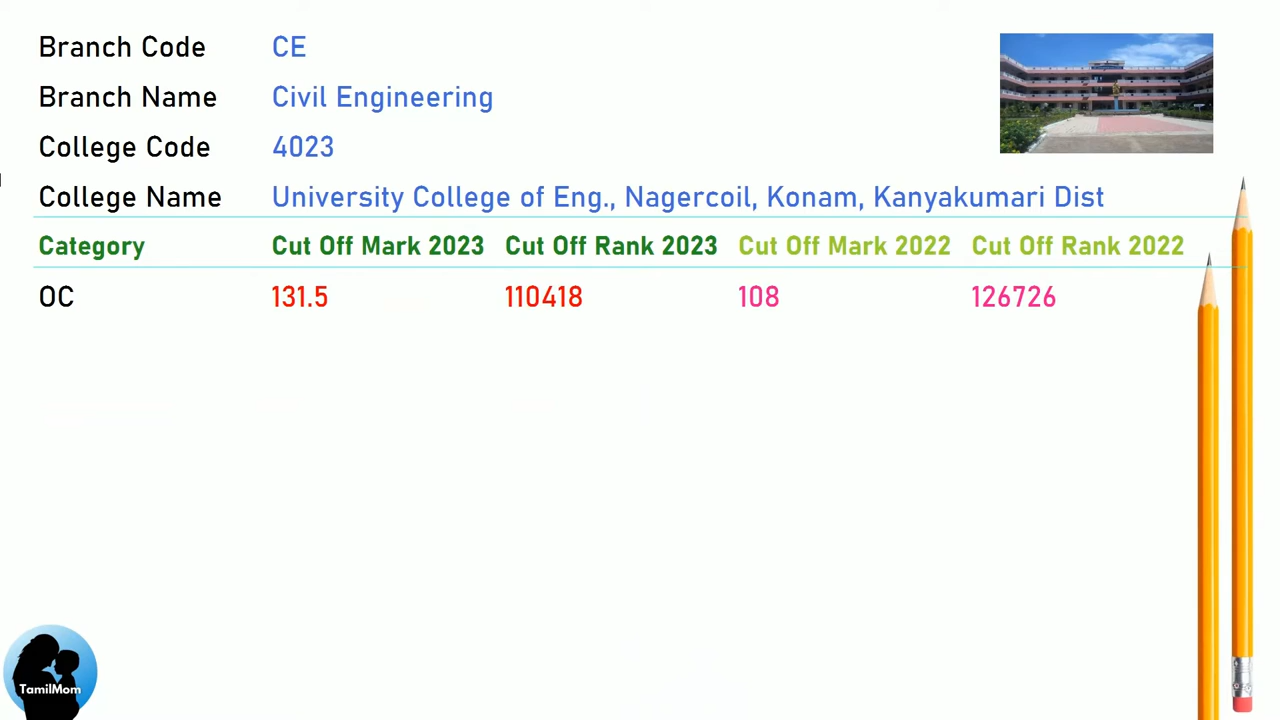 Branch Code CE
Branch Name Civil Engineering
College Code 4023
College Name University College of Eng., Nagercoil, Konam, Kanyakumari Dist
Category Cut Off Mark 2023 Cut Off Rank 2023 Cut Off Mark 2022 Cut Off Rank 2022
OC 131.5 110418 108 126726
TamilMom